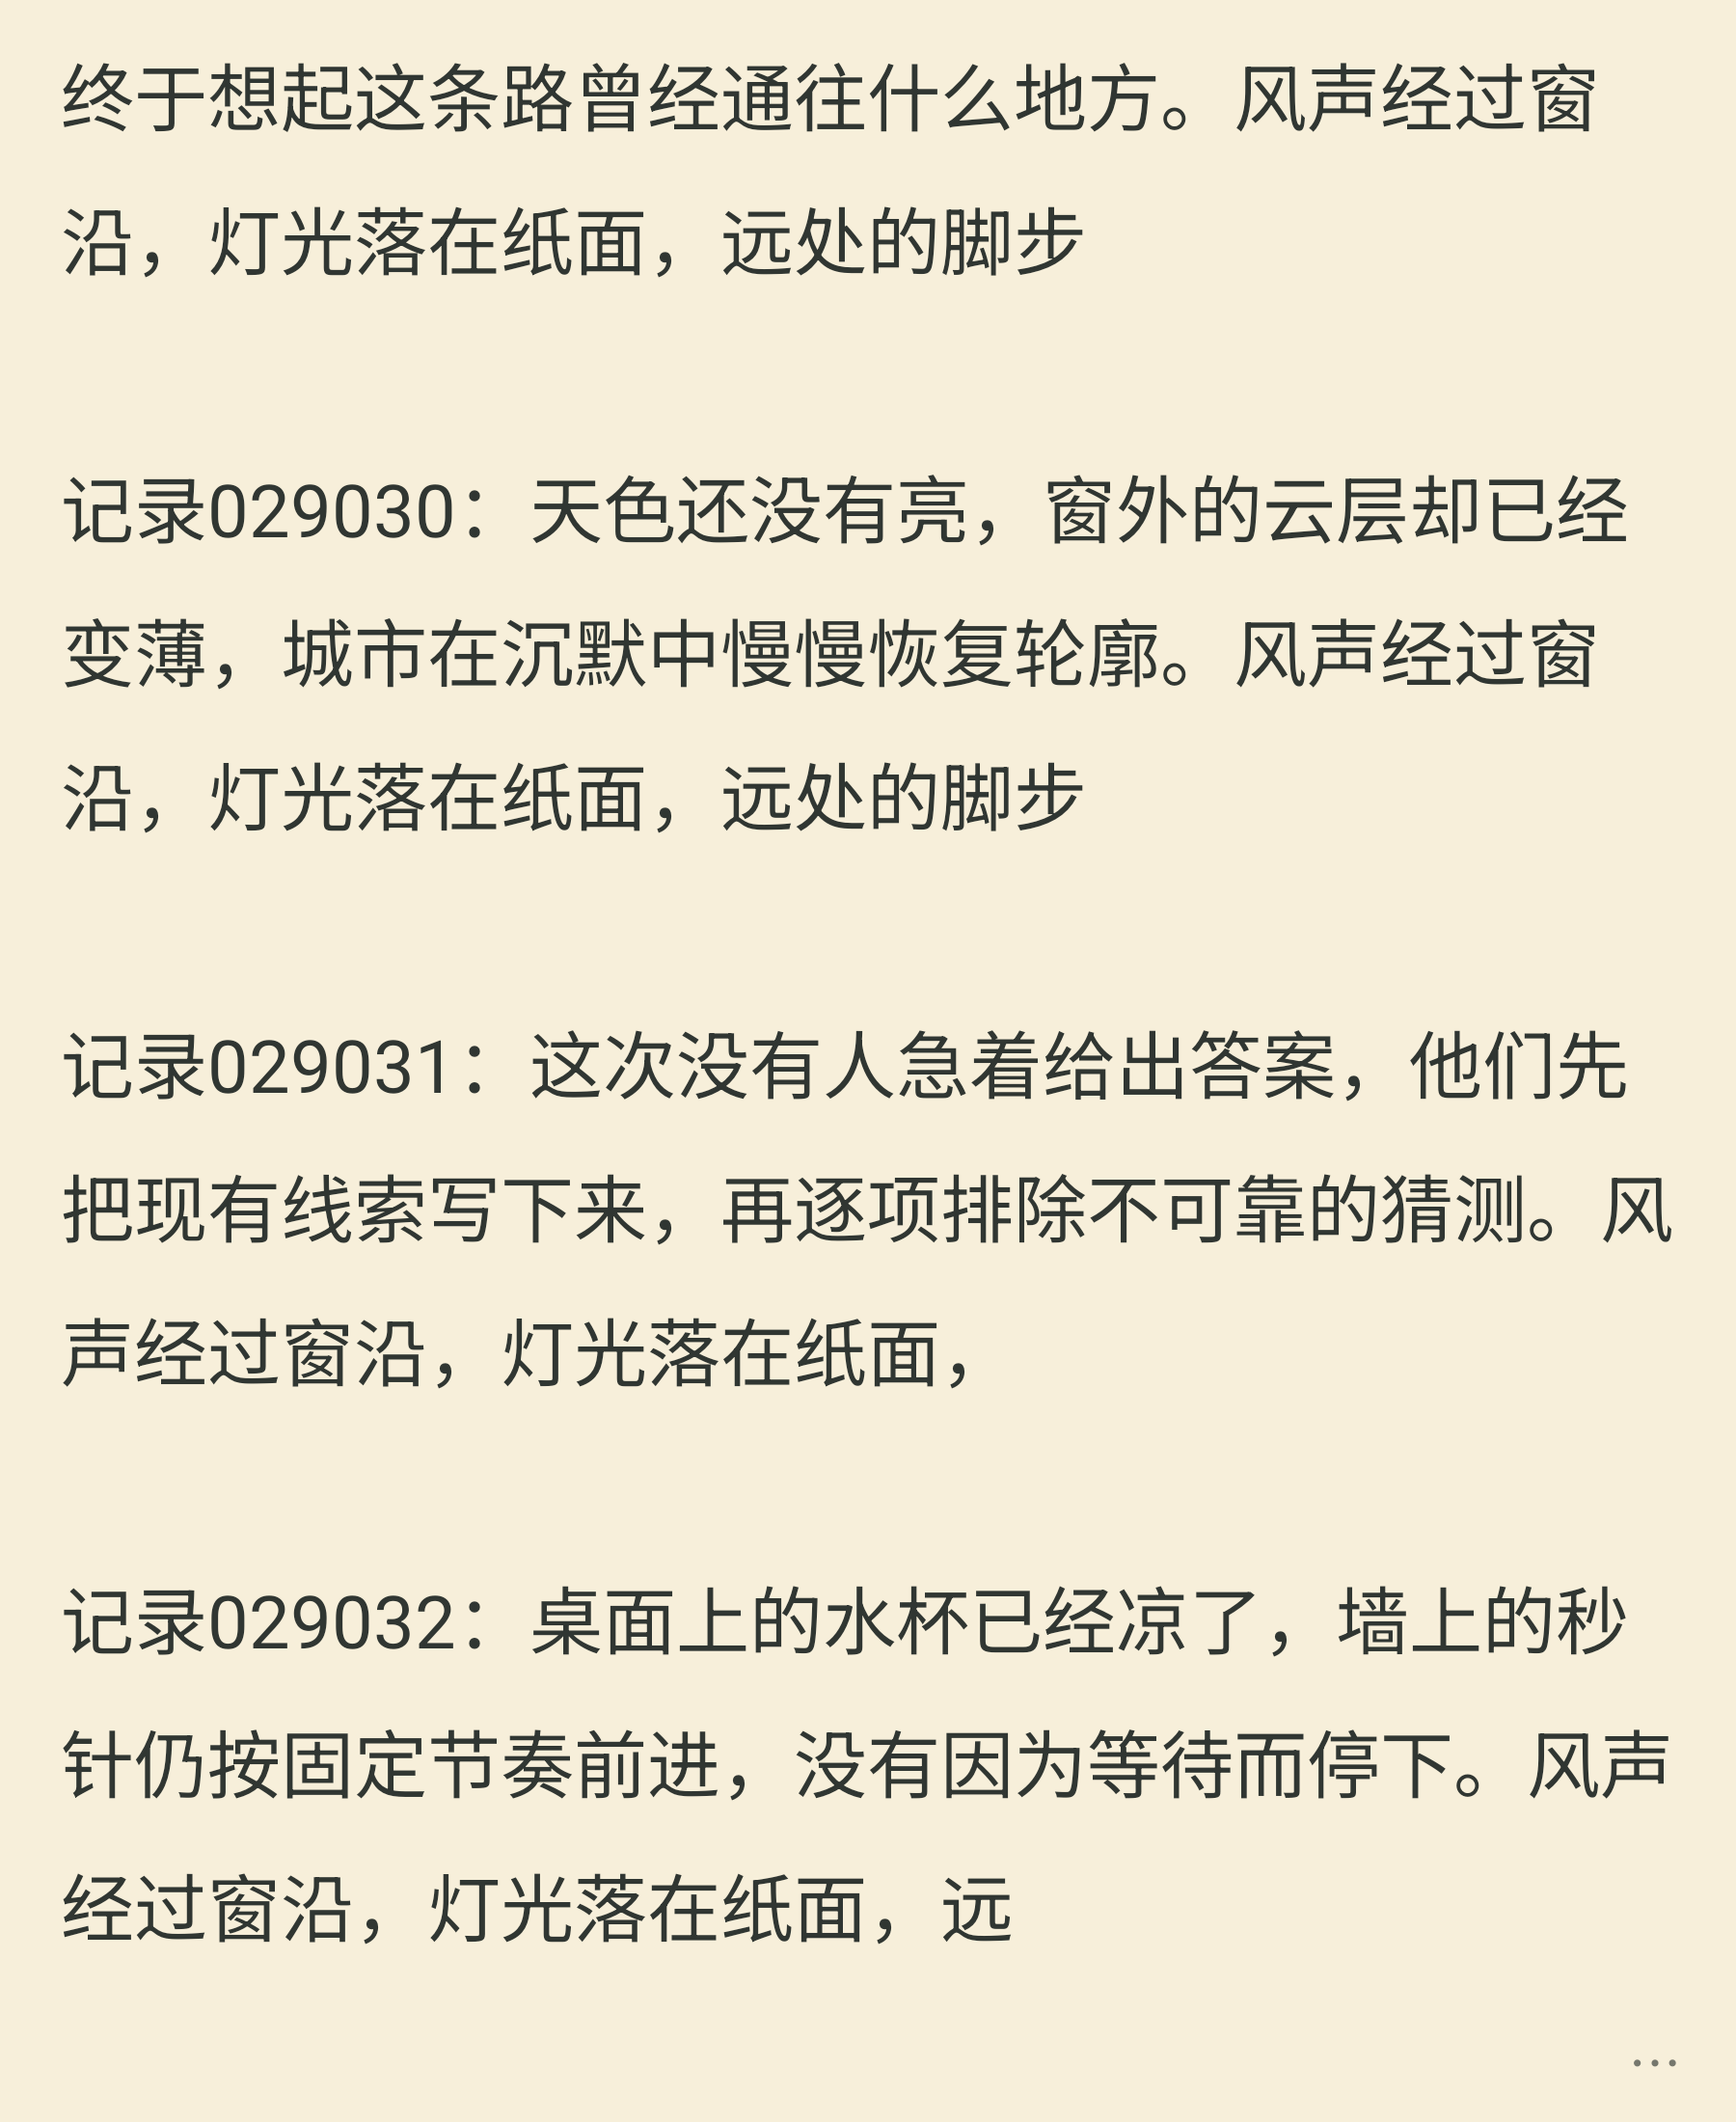 终于想起这条路曾经通往什么地方。风声经过窗
沿，灯光落在纸面，远处的脚步
记录029030：天色还没有亮，窗外的云层却已经
变薄，城市在沉默中慢慢恢复轮廓。风声经过窗
沿，灯光落在纸面，远处的脚步
记录029031：这次没有人急着给出答案，他们先
把现有线索写下来，再逐项排除不可靠的猜测。风
声经过窗沿，灯光落在纸面，
记录029032：桌面上的水杯已经凉了，墙上的秒
针仍按固定节奏前进，没有因为等待而停下。风声
经过窗沿，灯光落在纸面，远
…